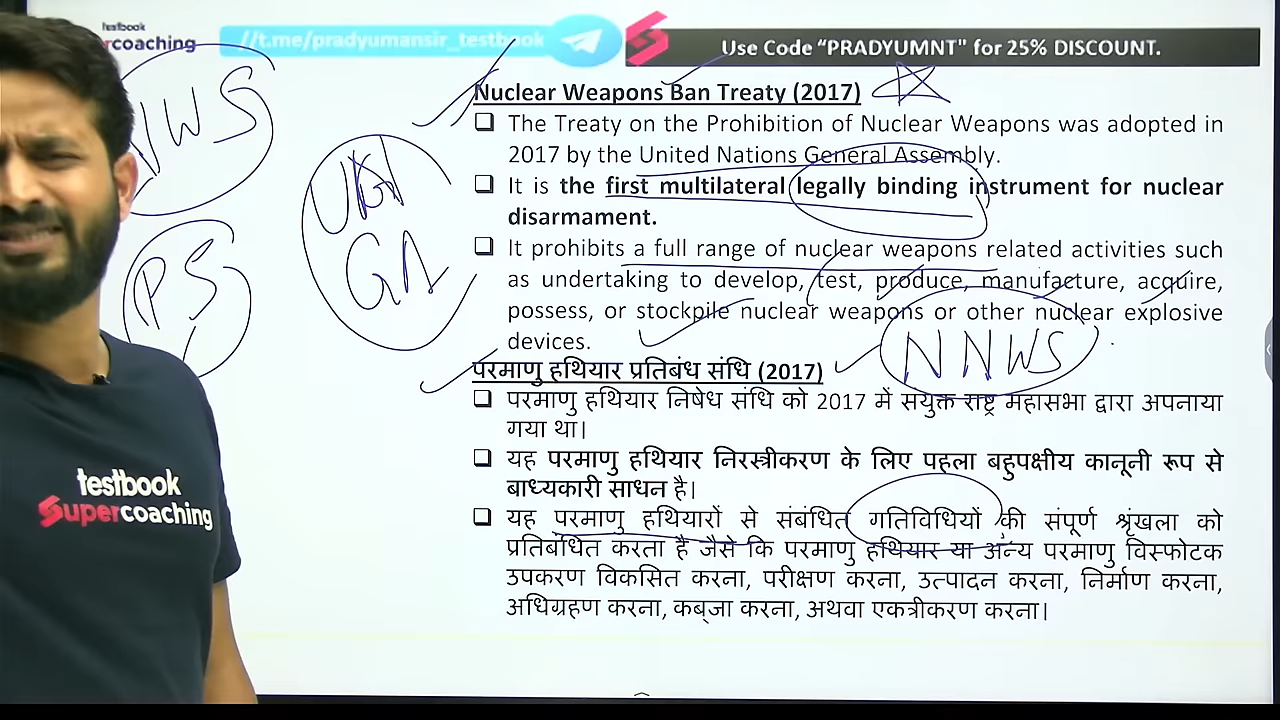 testbook
rcoaching
//t.me/pradyumansir_testbook
Use Code “PRADYUMNT" for 25% DISCOUNT.
Nuclear Weapons Ban Treaty (2017)
The Treaty on the Prohibition of Nuclear Weapons was adopted in
2017 by the United Nations General Assembly.
It is the first multilateral legally binding instrument for nuclear
disarmament.
It prohibits a full range of nuclear weapons related activities such
as undertaking to develop, test, produce, manufacture, acquire,
possess, or stockpile nuclear weapons or other nuclear explosive
devices.
परमाणु हथियार प्रतिबंध संधि (2017)
परमाणु हथियार निषेध संधि को 2017 में संयुक्त राष्ट्र महासभा द्वारा अपनाया
गया था।
यह परमाणु हथियार निरस्त्रीकरण के लिए पहला बहुपक्षीय कानूनी रूप से
बाध्यकारी साधन है।
यह परमाणु हथियारों से संबंधित गतिविधियों की संपूर्ण श्रृंखला को
प्रतिबंधित करता है जैसे कि परमाणु हथियार या अन्य परमाणु विस्फोटक
उपकरण विकसित करना, परीक्षण करना, उत्पादन करना, निर्माण करना,
अधिग्रहण करना, कब्जा करना, अथवा एकत्रीकरण करना।
NWS
P5
GA
NNWS
testbook
Supercoaching